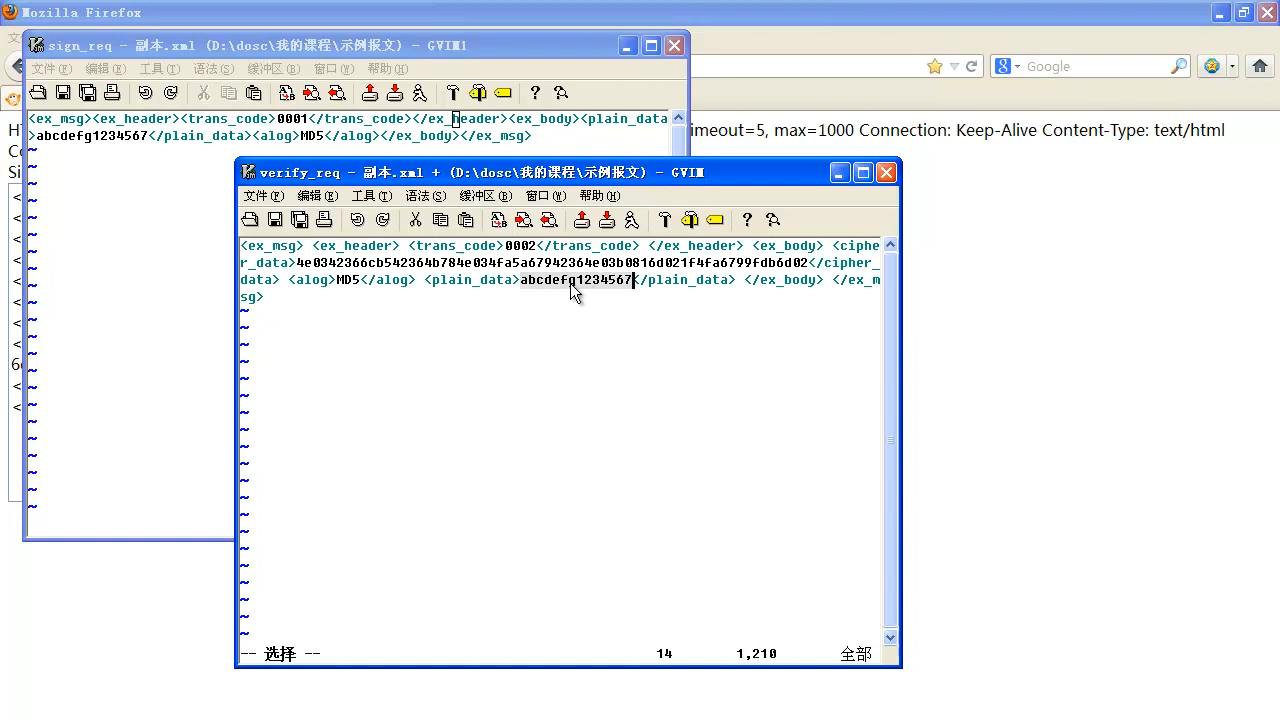 Mozilla Firefox
sign_req - 副本.xml (D:\dosc\我的课程\示例报文) - GVIM1
文件(F) 编辑(E) 工具(T) 语法(S) 缓冲区(B) 窗口(W) 帮助(H)
Google
<ex_msg><ex_header><trans_code>0001</trans_code></ex_header><ex_body><plain_data
>abcdefg1234567</plain_data><alog>MD5</alog></ex_body></ex_msg>
imeout=5, max=1000 Connection: Keep-Alive Content-Type: text/html
verify_req - 副本.xml + (D:\dosc\我的课程\示例报文) - GVIM
文件(F) 编辑(E) 工具(T) 语法(S) 缓冲区(B) 窗口(W) 帮助(H)
<ex_msg> <ex_header> <trans_code>0002</trans_code> </ex_header> <ex_body> <ciphe
r_data>4e0342366cb542364b784e034fa5a67942364e03b0816d021f4fa6799fdb6d02</cipher_
data> <alog>MD5</alog> <plain_data>abcdefg1234567</plain_data> </ex_body> </ex_m
sg>
-- 选择 -- 14 1,210 全部